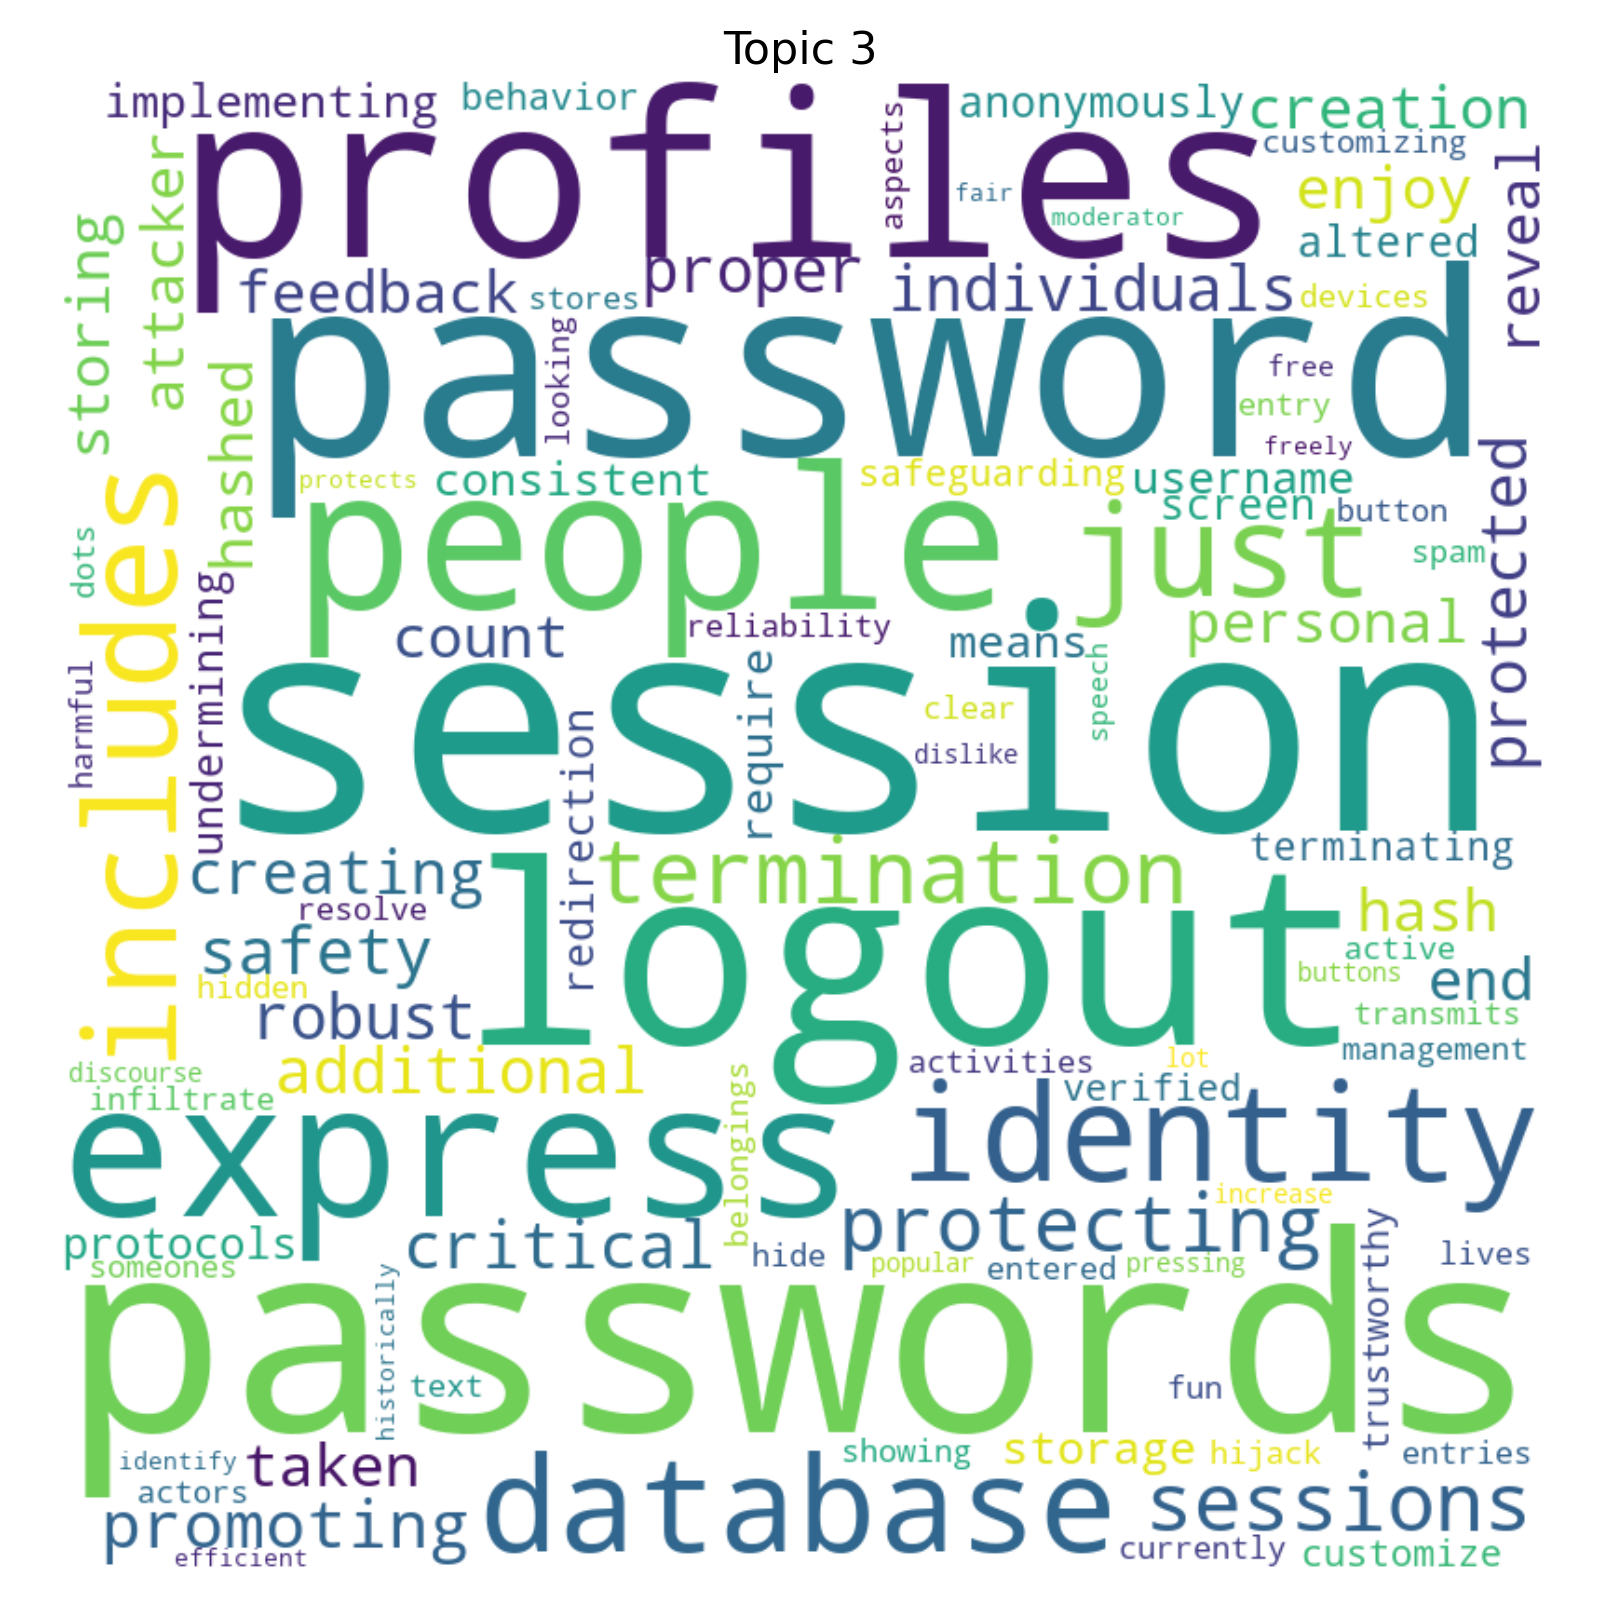 Topic 3
implementing
behavior
profiles
aspects
anonymously
creation
customizing
fair
moderator
enjoy
altered
reveal
storing
attacker
feedback
stores
proper
individuals
devices
password
looking
free
entry
freely
hashed
protects
consistent
safeguarding
username
screen
button
spam
protected
people
just
dots
includes
undermining
count
reliability
means
personal
harmful
session
require
clear
dislike
speech
redirection
creating
termination
terminating
resolve
logout
hash
safety
active
hidden
buttons
end
robust
transmits
management
discourse
additional
activities
lot
infiltrate
belongings
verified
express
identity
increase
protocols
critical
hide
protecting
someones
popular
entered
pressing
trustworthy
lives
passwords
historically
text
fun
identify
taken
showing
storage
hijack
entries
actors
promoting
database
sessions
efficient
currently
customize